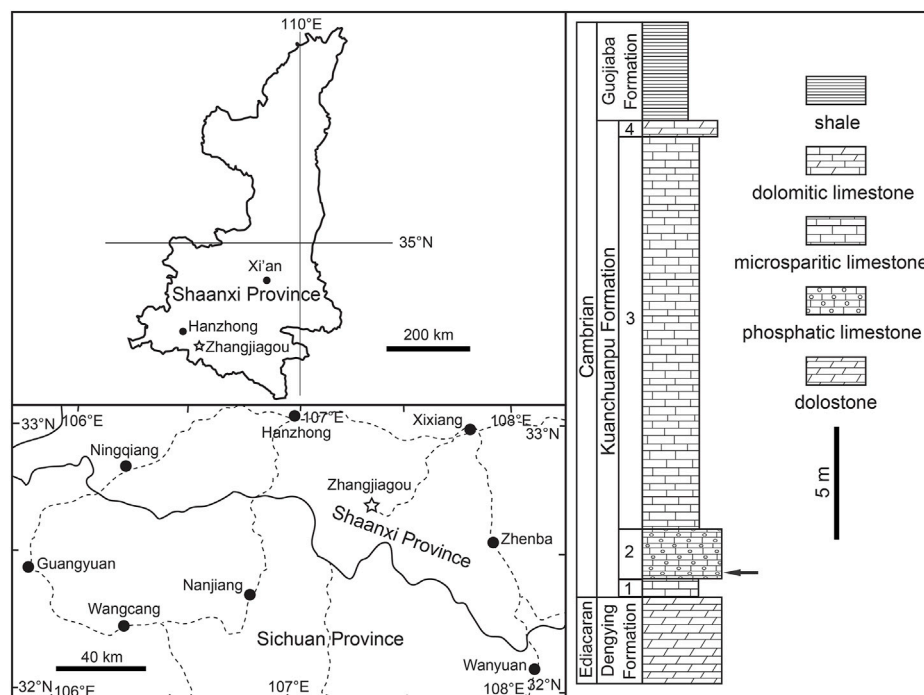 110°E
35°N
Xi'an
Shaanxi Province
Hanzhong
Zhangjiagou
200 km
33°N
106°E
107°E
108°E
33°N
Hanzhong
Xixiang
Ningqiang
Zhangjiagou
Shaanxi Province
Zhenba
Guangyuan
Nanjiang
Wangcang
Sichuan Province
40 km
Wanyuan
32°N
106°E
107°E
108°E
32°N
Guojiaba
Formation
Cambrian
Kuanchuanpu Formation
4
3
2
1
Ediacaran
Dengying
Formation
shale
dolomitic limestone
microsparitic limestone
phosphatic limestone
dolostone
5 m